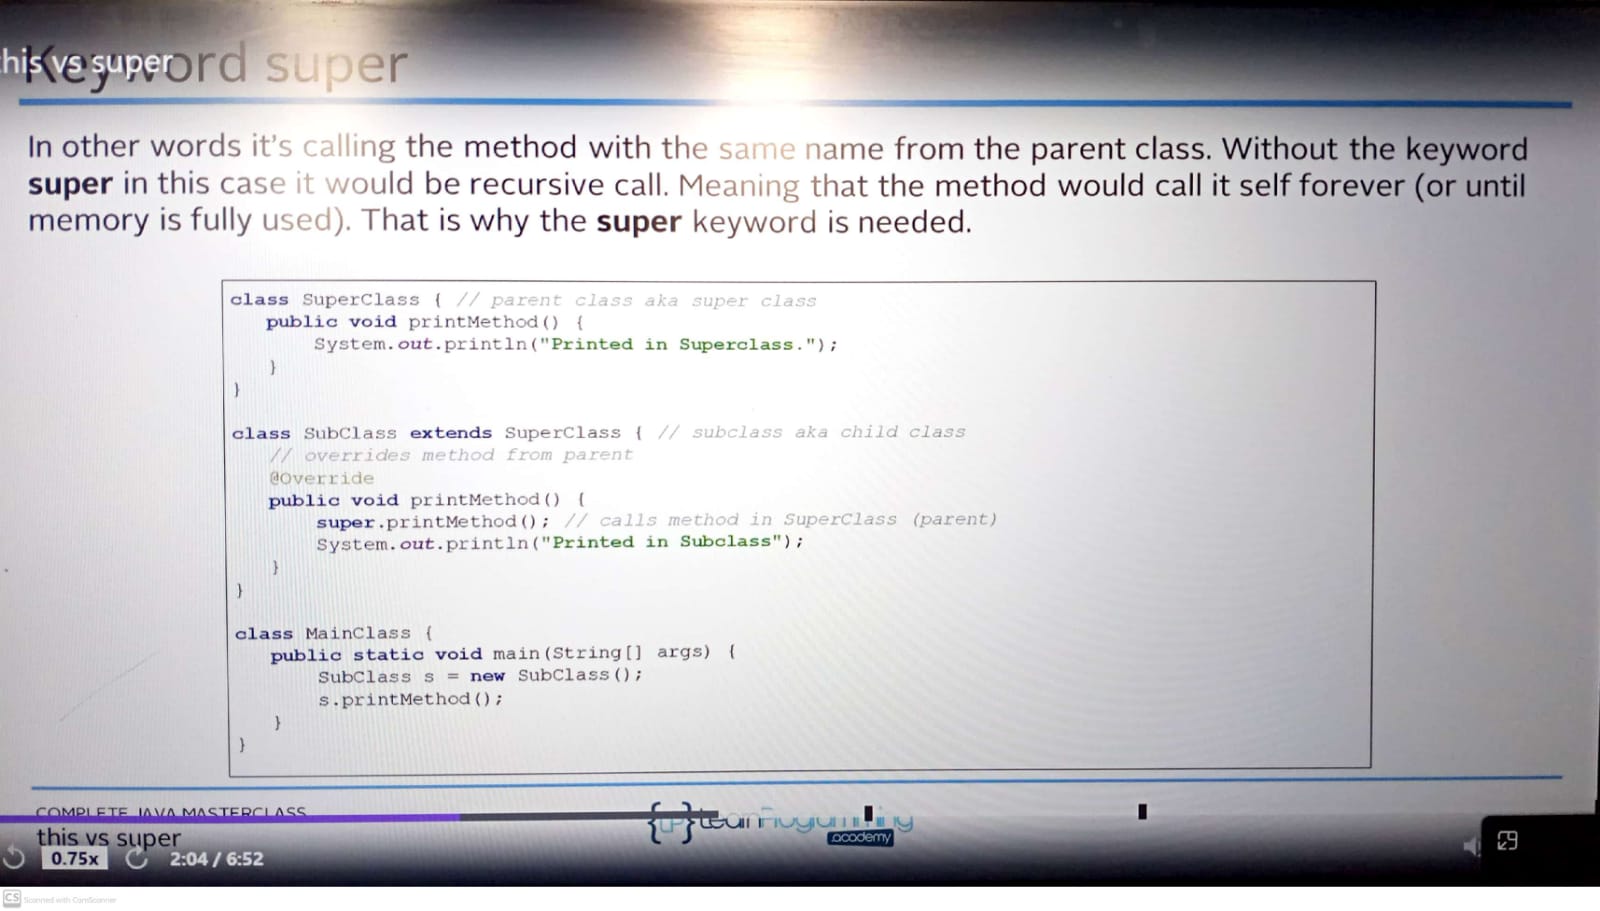 his vs super
Keyword super
In other words it's calling the method with the same name from the parent class. Without the keyword
super in this case it would be recursive call. Meaning that the method would call it self forever (or until
memory is fully used). That is why the super keyword is needed.
class SuperClass { // parent class aka super class
public void printMethod() {
System.out.println("Printed in Superclass.");
}
}
class SubClass extends SuperClass { // subclass aka child class
// overrides method from parent
@Override
public void printMethod() {
super.printMethod(); // calls method in SuperClass (parent)
System.out.println("Printed in Subclass");
}
}
class MainClass {
public static void main(String[] args) {
SubClass s = new SubClass();
s.printMethod();
}
}
COMPLETE JAVA MASTERCLASS
academy
this vs super
0.75x
2:04 / 6:52
CS Scanned with CamScanner